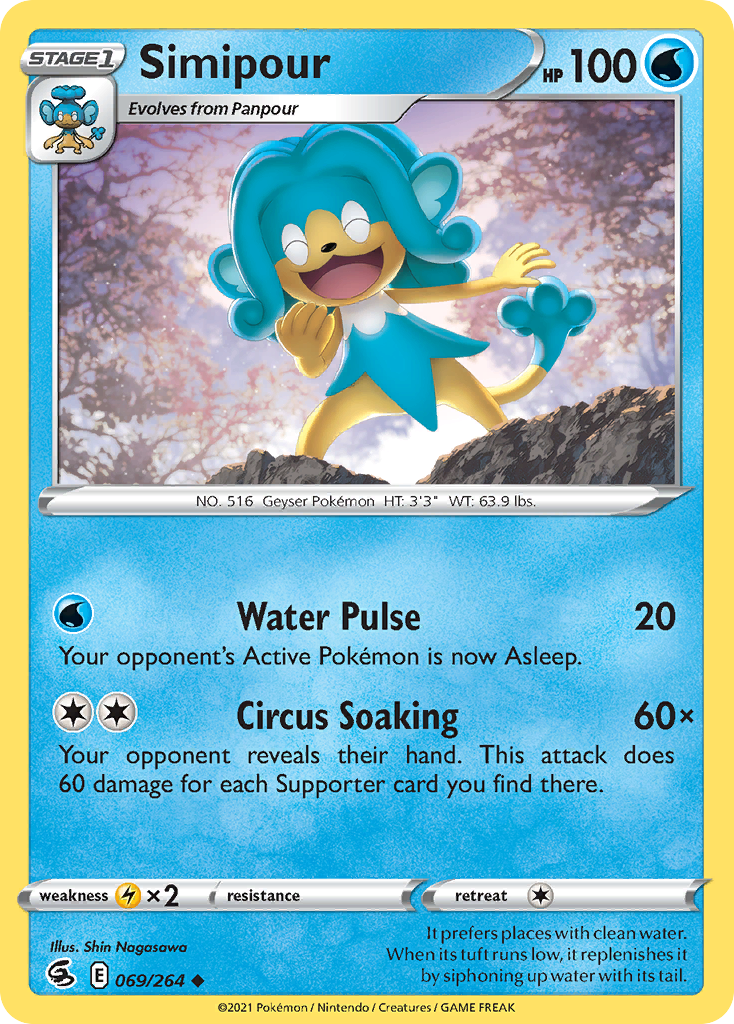 STAGE1 Simipour HP 100
Evolves from Panpour
NO. 516 Geyser Pokémon HT: 3'3" WT: 63.9 lbs.
Water Pulse 20
Your opponent's Active Pokémon is now Asleep.
Circus Soaking 60×
Your opponent reveals their hand. This attack does
60 damage for each Supporter card you find there.
weakness ×2 resistance retreat
Illus. Shin Nagasawa
It prefers places with clean water.
When its tuft runs low, it replenishes it
by siphoning up water with its tail.
E 069/264
©2021 Pokémon / Nintendo / Creatures / GAME FREAK